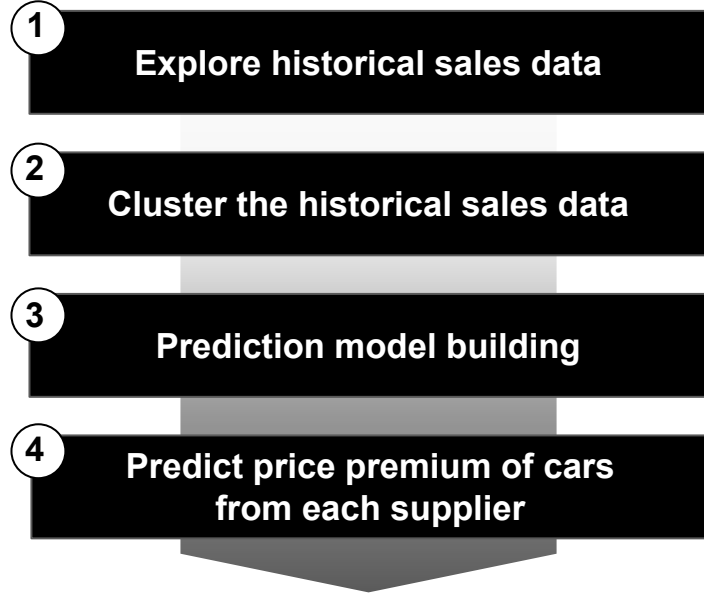 1
Explore historical sales data
2
Cluster the historical sales data
3
Prediction model building
4
Predict price premium of cars
from each supplier